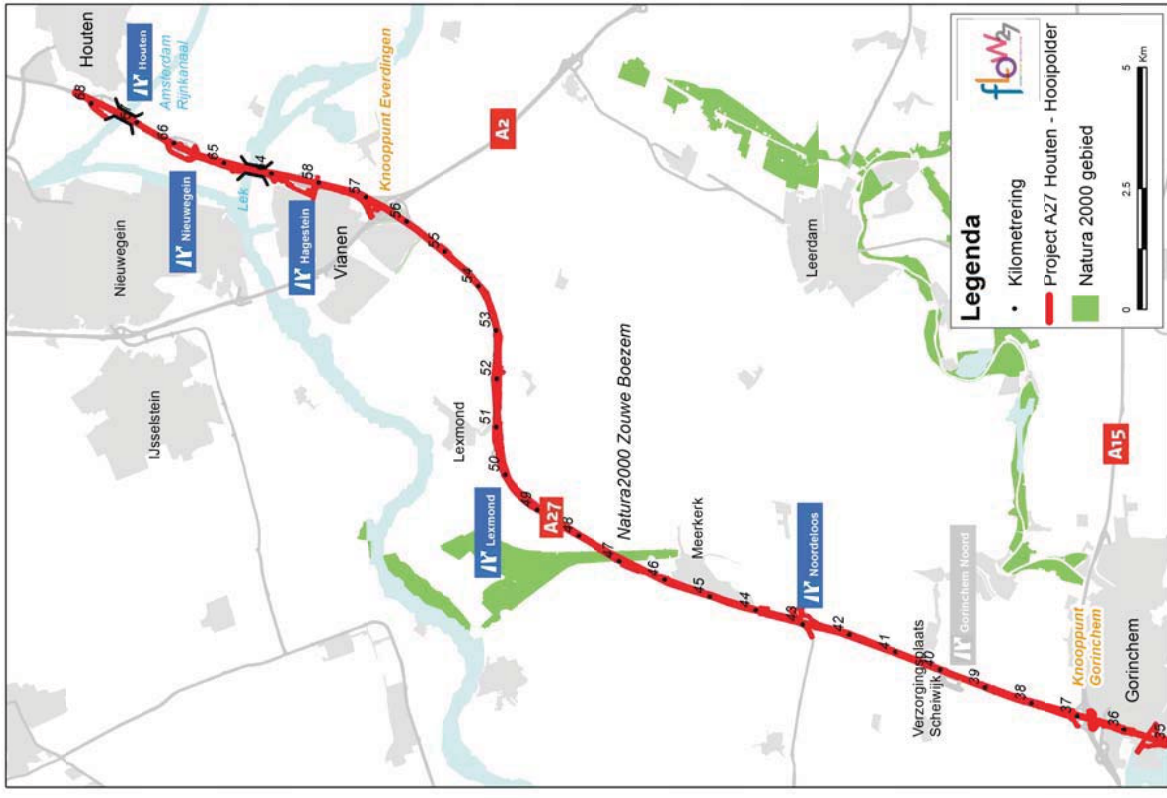 Houten
68
Houten
Amsterdam
Rijnkanaal
66
65
Nieuwegein
Nieuwegein
Lek
64
58
Hagestein
57
Knooppunt Everdingen
Vianen
56
A2
55
54
IJsselstein
53
52
51
Lexmond
50
Lexmond
49
A27
48
47
Natura2000 Zouwe Boezem
46
Meerkerk
45
44
43
Noordeloos
42
41
40
Verzorgingsplaats
Scheiwijk
Gorinchem Noord
39
38
37
Knooppunt
Gorinchem
36
Gorinchem
35
A15
Leerdam
Legenda
flow27
Kilometrering
Project A27 Houten - Hooipolder
Natura 2000 gebied
0 2.5 5
Km